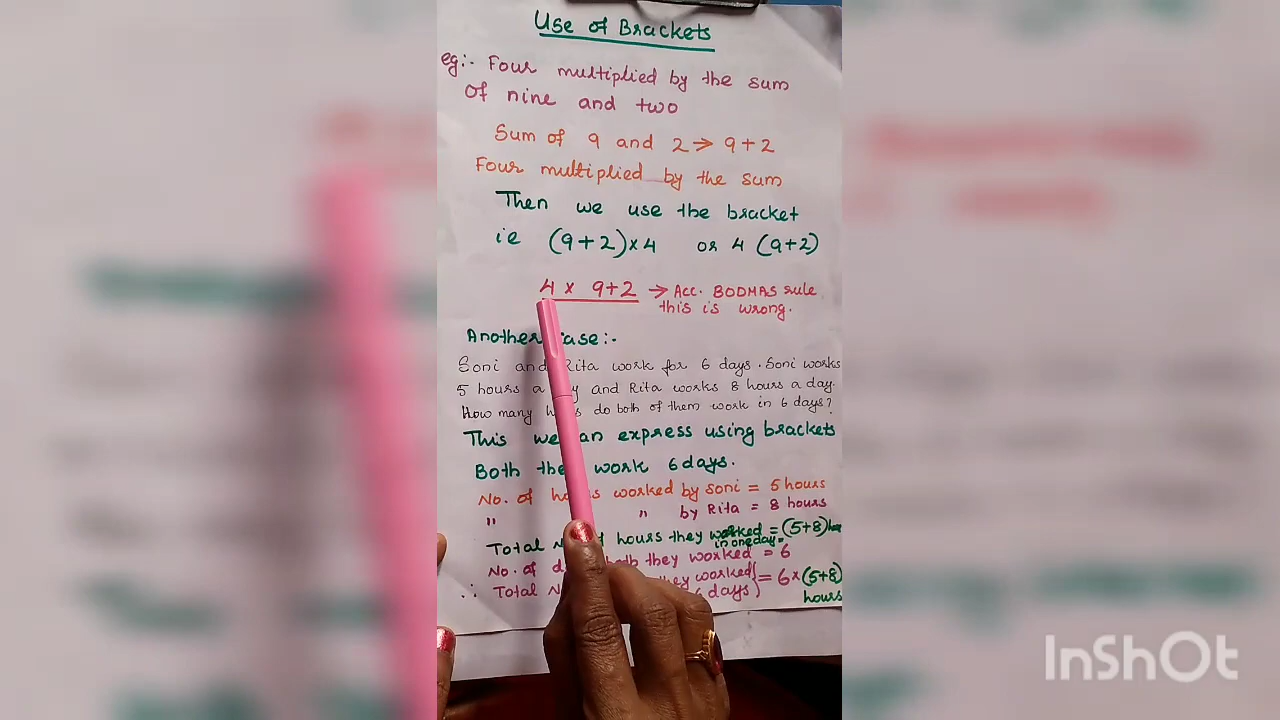 Use of Brackets
eg:- Four multiplied by the sum
of nine and two
Sum of 9 and 2 → 9+2
Four multiplied by the sum
Then we use the bracket
ie (9+2)×4 or 4 (9+2)
4 × 9+2 → Acc. BODMAS rule
this is wrong.
Another :-
Soni and Rita work for 6 days. Soni works
5 hours a and Rita works 8 hours a day.
How many do both of them work in 6 days?
This we express using brackets
Both work 6 days.
No. of worked by Soni = 5 hours
" " by Rita = 8 hours
Total hours they worked = (5+8)
in one day
No. of they worked = 6
∴ Total they worked = 6×(5+8)
6 days hours
InShOt